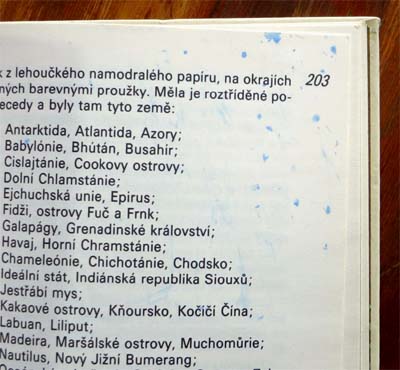 k z lehoučkého namodralého papíru, na okrajích 203
ných barevnými proužky. Měla je roztříděné po-
ecedy a byly tam tyto země:
Antarktida, Atlantida, Azory;
Babylónie, Bhútán, Busahír;
Cislajtánie, Cookovy ostrovy;
Dolní Chlamstánie;
Ejchuchská unie, Epirus;
Fidži, ostrovy Fuč a Frnk;
Galapágy, Grenadinské království;
Havaj, Horní Chramstánie;
Chameleónie, Chichotánie, Chodsko;
Ideální stát, Indiánská republika Siouxů;
Jestřábí mys;
Kakaové ostrovy, Kňoursko, Kočičí Čína;
Labuan, Liliput;
Madeira, Maršálské ostrovy, Muchomúrie;
Nautilus, Nový Jižní Bumerang;